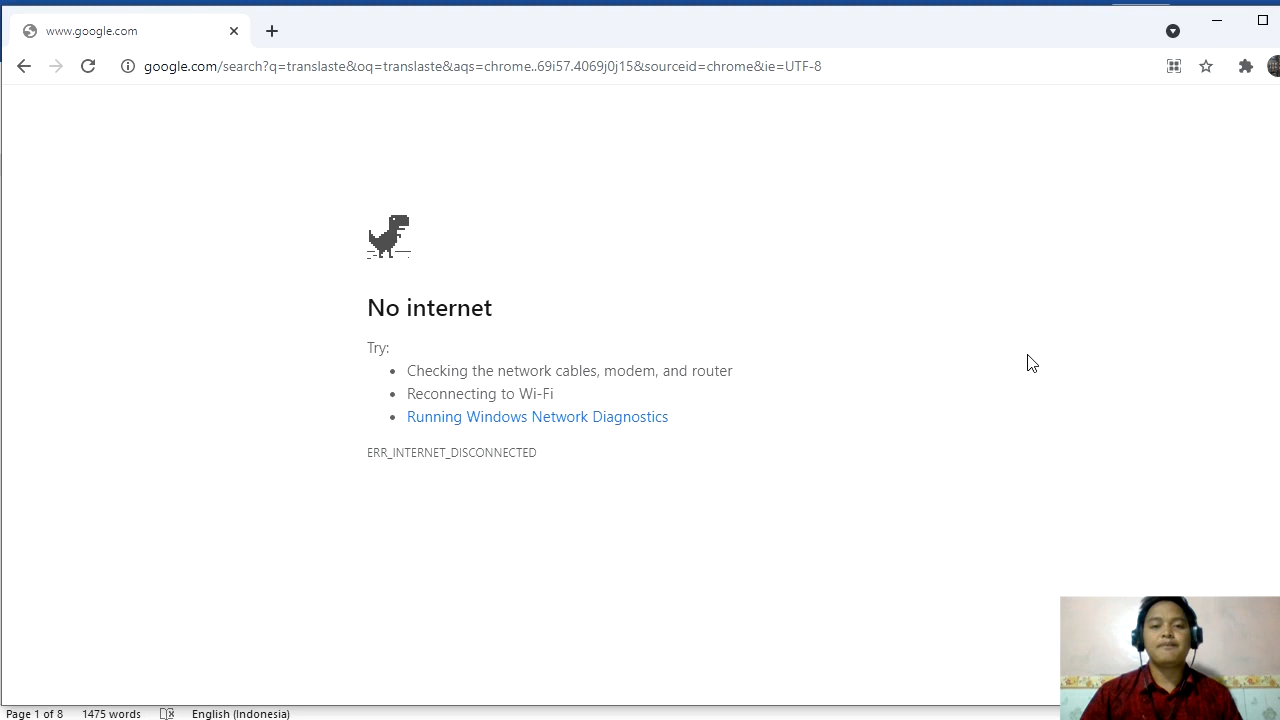 www.google.com
google.com/search?q=translaste&oq=translaste&aqs=chrome..69i57.4069j0j15&sourceid=chrome&ie=UTF-8
No internet
Try:
Checking the network cables, modem, and router
Reconnecting to Wi-Fi
Running Windows Network Diagnostics
ERR_INTERNET_DISCONNECTED
Page 1 of 8 1475 words English (Indonesia)